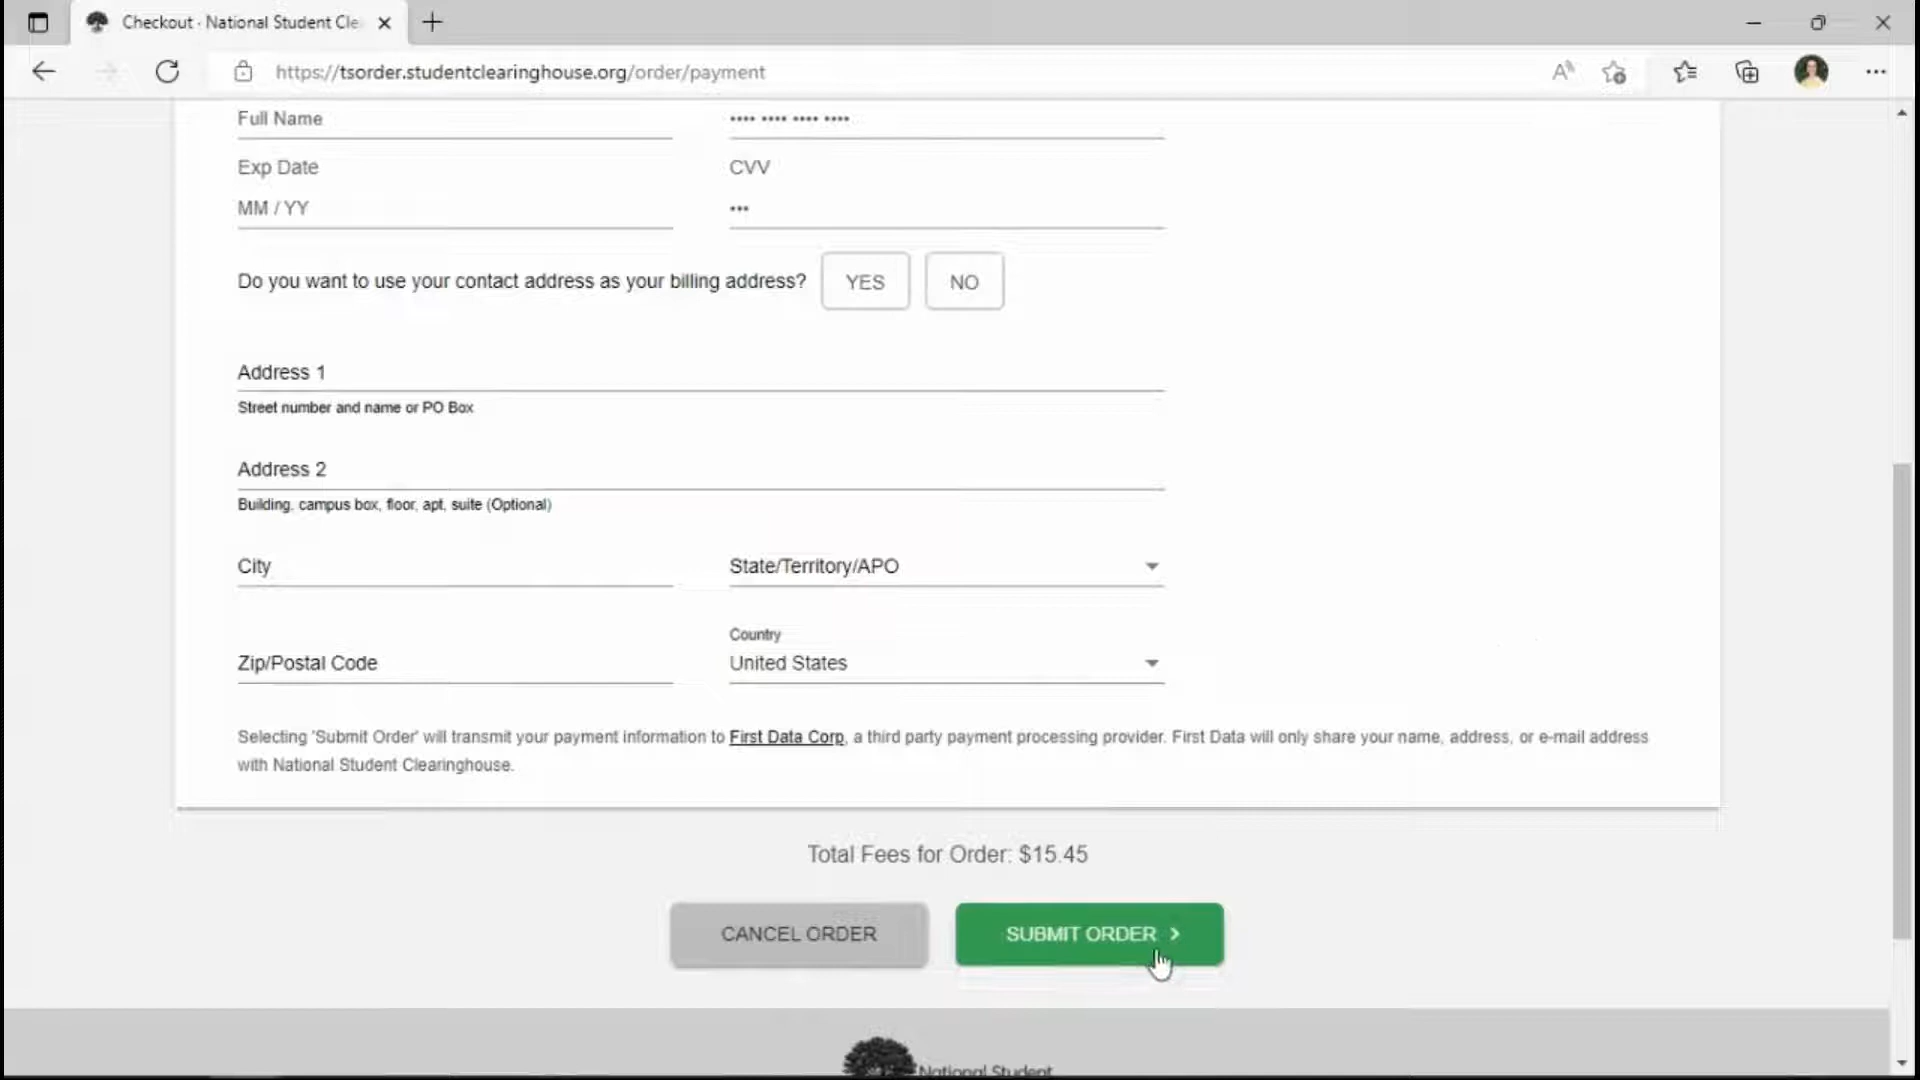 Checkout - National Student Cle
https://tsorder.studentclearinghouse.org/order/payment
Full Name
•••• •••• •••• ••••
Exp Date
CVV
MM / YY
•••
Do you want to use your contact address as your billing address? YES NO
Address 1
Street number and name or PO Box
Address 2
Building, campus box, floor, apt, suite (Optional)
City
State/Territory/APO
Country
Zip/Postal Code
United States
Selecting 'Submit Order' will transmit your payment information to First Data Corp, a third party payment processing provider. First Data will only share your name, address, or e-mail address
with National Student Clearinghouse.
Total Fees for Order: $15.45
CANCEL ORDER
SUBMIT ORDER >
National Student